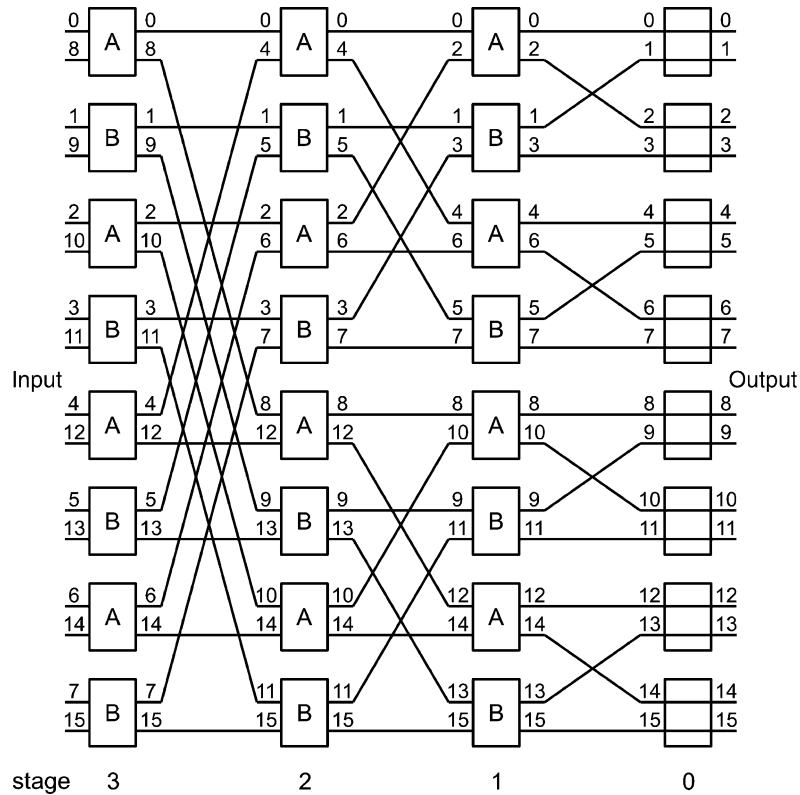 0 0 0 0 0 0 0 0
A A A
8 8 4 4 2 2 1 1
1 1 1 1 1 1 2 2
B B B
9 9 5 5 3 3 3 3
2 2 2 2 4 4 4 4
A A A
10 10 6 6 6 6 5 5
3 3 3 3 5 5 6 6
B B B
11 11 7 7 7 7 7 7
Input Output
4 4 8 8 8 8 8 8
A A A
12 12 12 12 10 10 9 9
5 5 9 9 9 9 10 10
B B B
13 13 13 13 11 11 11 11
6 6 10 10 12 12 12 12
A A A
14 14 14 14 14 14 13 13
7 7 11 11 13 13 14 14
B B B
15 15 15 15 15 15 15 15
stage 3 2 1 0